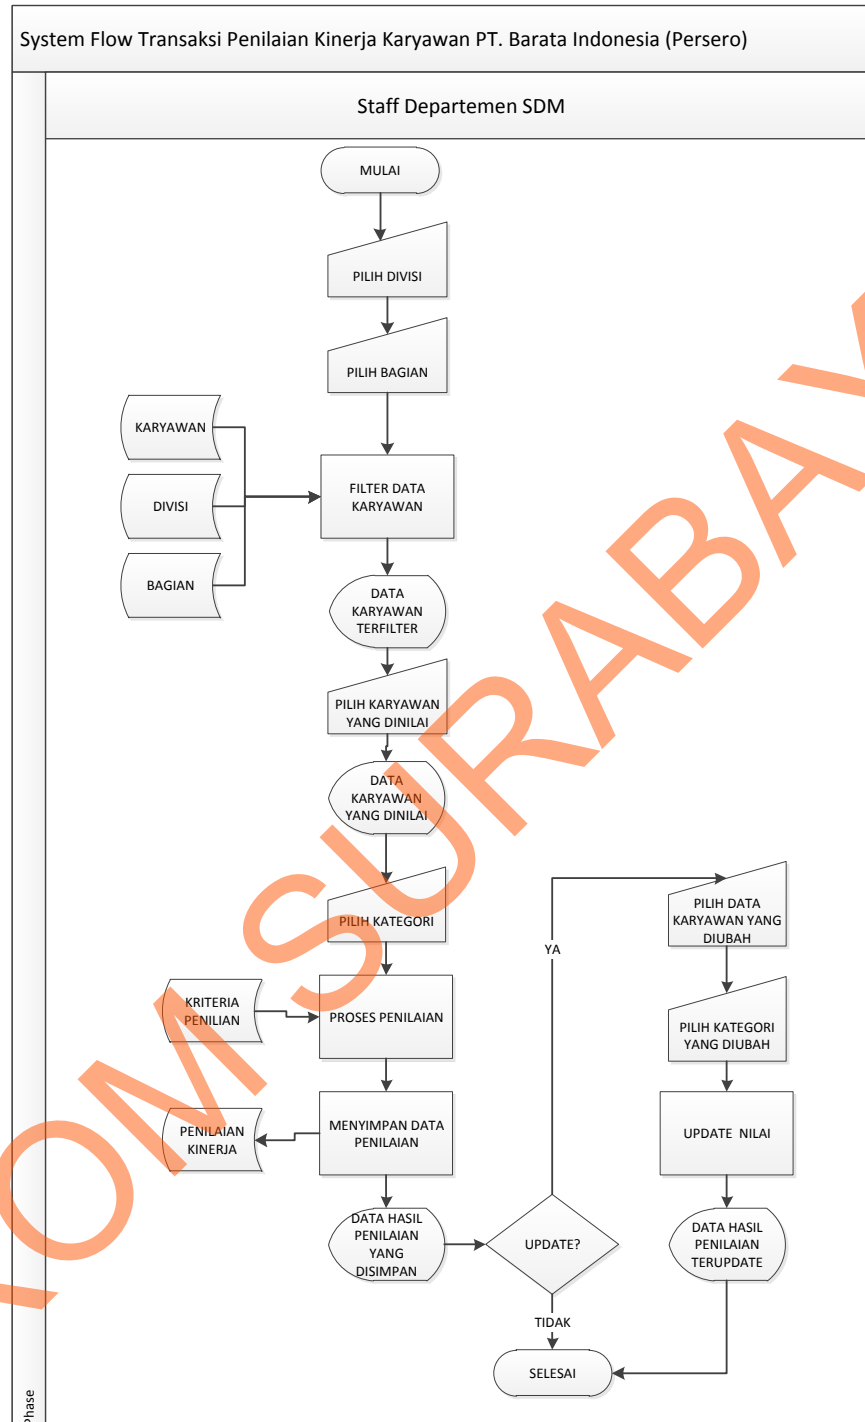 System Flow Transaksi Penilaian Kinerja Karyawan PT. Barata Indonesia (Persero)
Staff Departemen SDM
MULAI
PILIH DIVISI
PILIH BAGIAN
KARYAWAN
DIVISI
BAGIAN
FILTER DATA
KARYAWAN
DATA
KARYAWAN
TERFILTER
PILIH KARYAWAN
YANG DINILAI
DATA
KARYAWAN
YANG DINILAI
PILIH KATEGORI
KRITERIA
PENILIAN
PROSES PENILAIAN
MENYIMPAN DATA
PENILAIAN
PENILAIAN
KINERJA
DATA HASIL
PENILAIAN
YANG
DISIMPAN
UPDATE?
YA
PILIH DATA
KARYAWAN YANG
DIUBAH
PILIH KATEGORI
YANG DIUBAH
UPDATE NILAI
DATA HASIL
PENILAIAN
TERUPDATE
TIDAK
SELESAI
Phase
OM SURABAY